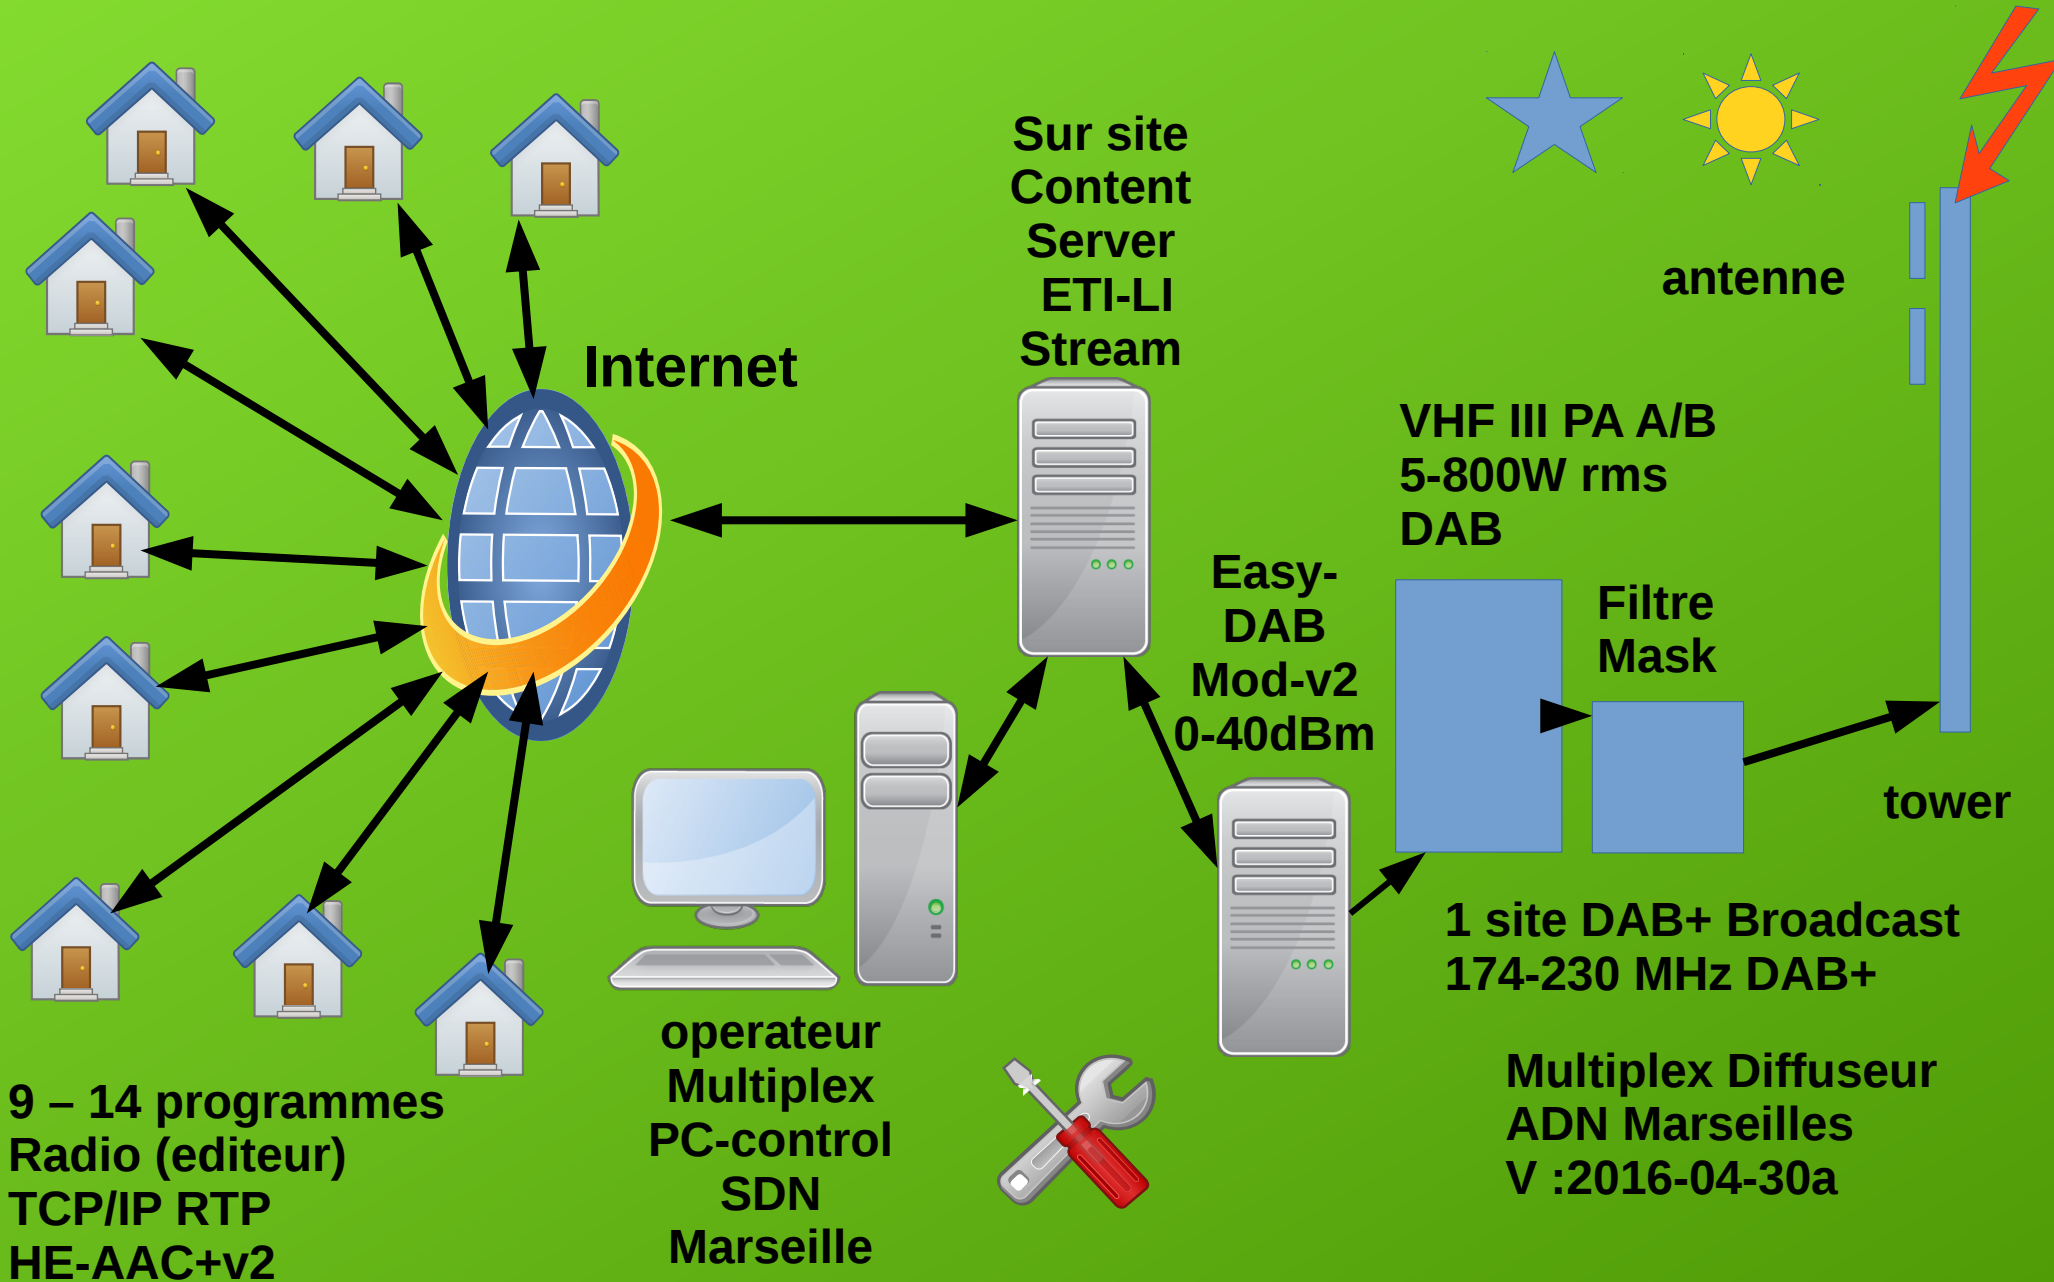 Sur site
Content
Server
ETI-LI
Stream
Internet
antenne
VHF III PA A/B
5-800W rms
DAB
Easy-
DAB
Mod-v2
0-40dBm
Filtre
Mask
tower
1 site DAB+ Broadcast
174-230 MHz DAB+
operateur
Multiplex
PC-control
SDN
Marseille
Multiplex Diffuseur
ADN Marseilles
V :2016-04-30a
9 – 14 programmes
Radio (editeur)
TCP/IP RTP
HE-AAC+v2